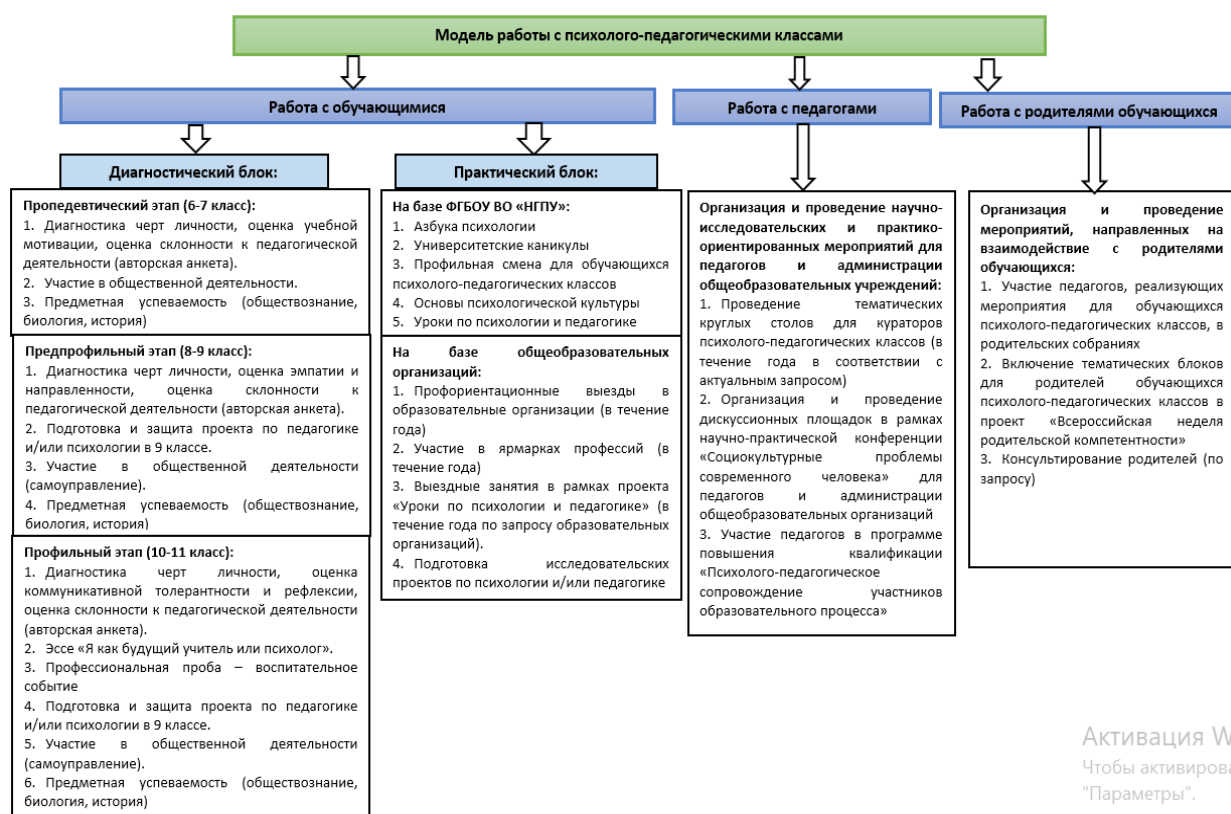 Модель работы с психолого-педагогическими классами
Работа с обучающимися
Работа с педагогами
Работа с родителями обучающихся
Диагностический блок:
Практический блок:
Пропедевтический этап (6-7 класс):
1. Диагностика черт личности, оценка учебной
мотивации, оценка склонности к педагогической
деятельности (авторская анкета).
2. Участие в общественной деятельности.
3. Предметная успеваемость (обществознание,
биология, история)
Предпрофильный этап (8-9 класс):
1. Диагностика черт личности, оценка эмпатии и
направленности, оценка склонности к
педагогической деятельности (авторская анкета).
2. Подготовка и защита проекта по педагогике
и/или психологии в 9 классе.
3. Участие в общественной деятельности
(самоуправление).
4. Предметная успеваемость (обществознание,
биология, история)
Профильный этап (10-11 класс):
1. Диагностика черт личности, оценка
коммуникативной толерантности и рефлексии,
оценка склонности к педагогической деятельности
(авторская анкета).
2. Эссе «Я как будущий учитель или психолог».
3. Профессиональная проба – воспитательное
событие
4. Подготовка и защита проекта по педагогике
и/или психологии в 9 классе.
5. Участие в общественной деятельности
(самоуправление).
6. Предметная успеваемость (обществознание,
биология, история)
На базе ФГБОУ ВО «НГПУ»:
1. Азбука психологии
2. Университетские каникулы
3. Профильная смена для обучающихся
психолого-педагогических классов
4. Основы психологической культуры
5. Уроки по психологии и педагогике
На базе общеобразовательных
организаций:
1. Профориентационные выезды в
образовательные организации (в течение
года)
2. Участие в ярмарках профессий (в
течение года)
3. Выездные занятия в рамках проекта
«Уроки по психологии и педагогике» (в
течение года по запросу образовательных
организаций).
4. Подготовка исследовательских
проектов по психологии и/или педагогике
Организация и проведение научно-
исследовательских и практико-
ориентированных мероприятий для
педагогов и администрации
общеобразовательных учреждений:
1. Проведение тематических
круглых столов для кураторов
психолого-педагогических классов (в
течение года в соответствии с
актуальным запросом)
2. Организация и проведение
дискуссионных площадок в рамках
научно-практической конференции
«Социокультурные проблемы
современного человека» для
педагогов и администрации
общеобразовательных организаций
3. Участие педагогов в программе
повышения квалификации
«Психолого-педагогическое
сопровождение участников
образовательного процесса»
Организация и проведение
мероприятий, направленных на
взаимодействие с родителями
обучающихся:
1. Участие педагогов, реализующих
мероприятия для обучающихся
психолого-педагогических классов, в
родительских собраниях
2. Включение тематических блоков
для родителей обучающихся
психолого-педагогических классов в
проект «Всероссийская неделя
родительской компетентности»
3. Консультирование родителей (по
запросу)
Активация W
Чтобы активирова
"Параметры".